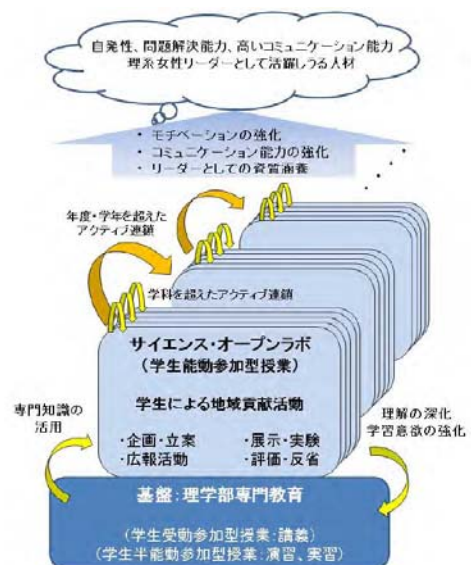 自発性、問題解決能力、高いコミュニケーション能力
理系女性リーダーとして活躍しうる人材
・ モチベーションの強化
・ コミュニケーション能力の強化
・ リーダーとしての資質涵養
年度・学年を超えた
アクティブ連鎖
学科を超えたアクティブ連鎖
サイエンス・オープンラボ
(学生能動参加型授業)
学生による地域貢献活動
・企画・立案 ・展示・実験
・広報活動 ・評価・反省
専門知識の
活用
理解の深化
学習意欲の強化
基盤:理学部専門教育
(学生受動参加型授業:講義)
(学生半能動参加型授業:演習、実習)